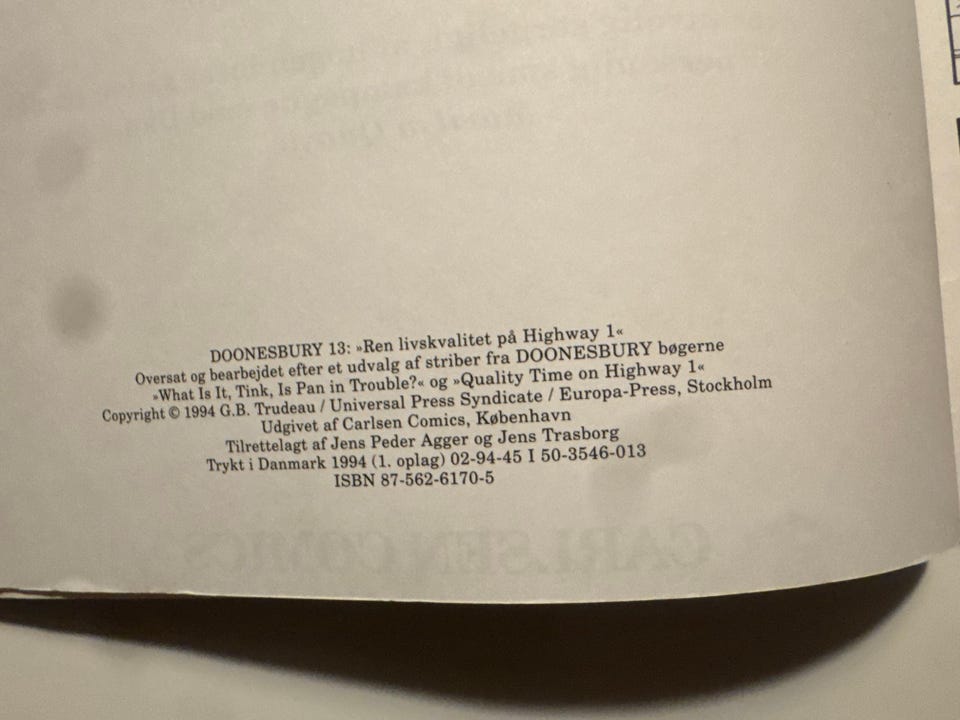 DOONESBURY 13: »Ren livskvalitet på Highway 1«
Oversat og bearbejdet efter et udvalg af striber fra DOONESBURY bøgerne
»What Is It, Tink, Is Pan in Trouble?« og »Quality Time on Highway 1«
Copyright © 1994 G.B. Trudeau / Universal Press Syndicate / Europa-Press, Stockholm
Udgivet af Carlsen Comics, København
Tilrettelagt af Jens Peder Agger og Jens Trasborg
Trykt i Danmark 1994 (1. oplag) 02-94-45 I 50-3546-013
ISBN 87-562-6170-5
CARLSEN COMICS